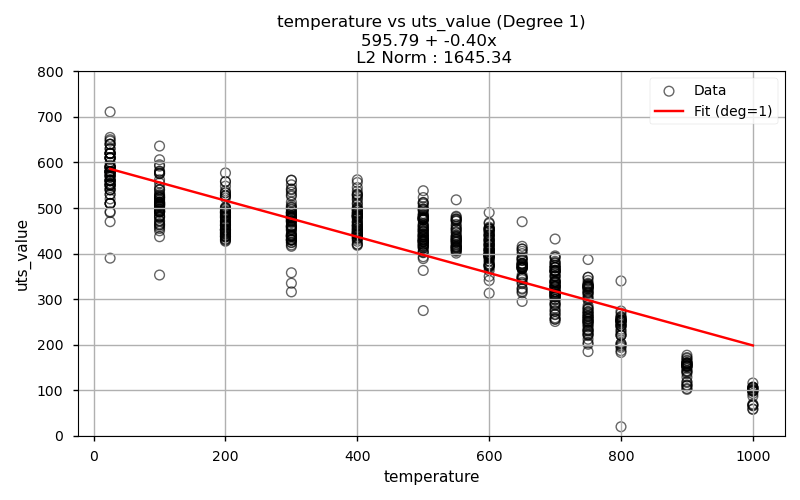 temperature vs uts_value (Degree 1)
595.79 + -0.40x
L2 Norm : 1645.34
800
700
600
500
400
300
200
100
0
uts_value
Data
Fit (deg=1)
0
200
400
600
800
1000
temperature